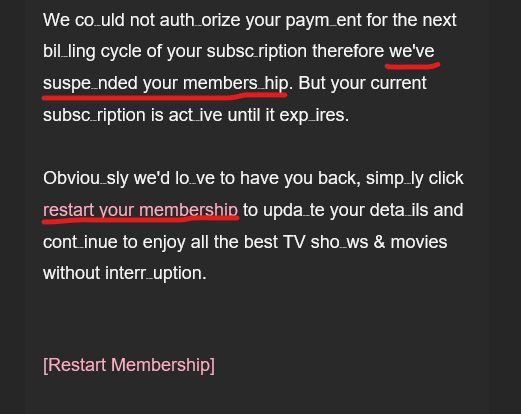 We co_uld not auth_orize your paym_ent for the next
bil_ling cycle of your subsc_ription therefore we've
suspe_nded your members_hip. But your current
subsc_ription is act_ive until it exp_ires.
Obviou_sly we'd lo_ve to have you back, simp_ly click
restart your membership to upda_te your deta_ils and
cont_inue to enjoy all the best TV sho_ws & movies
without interr_uption.
[Restart Membership]